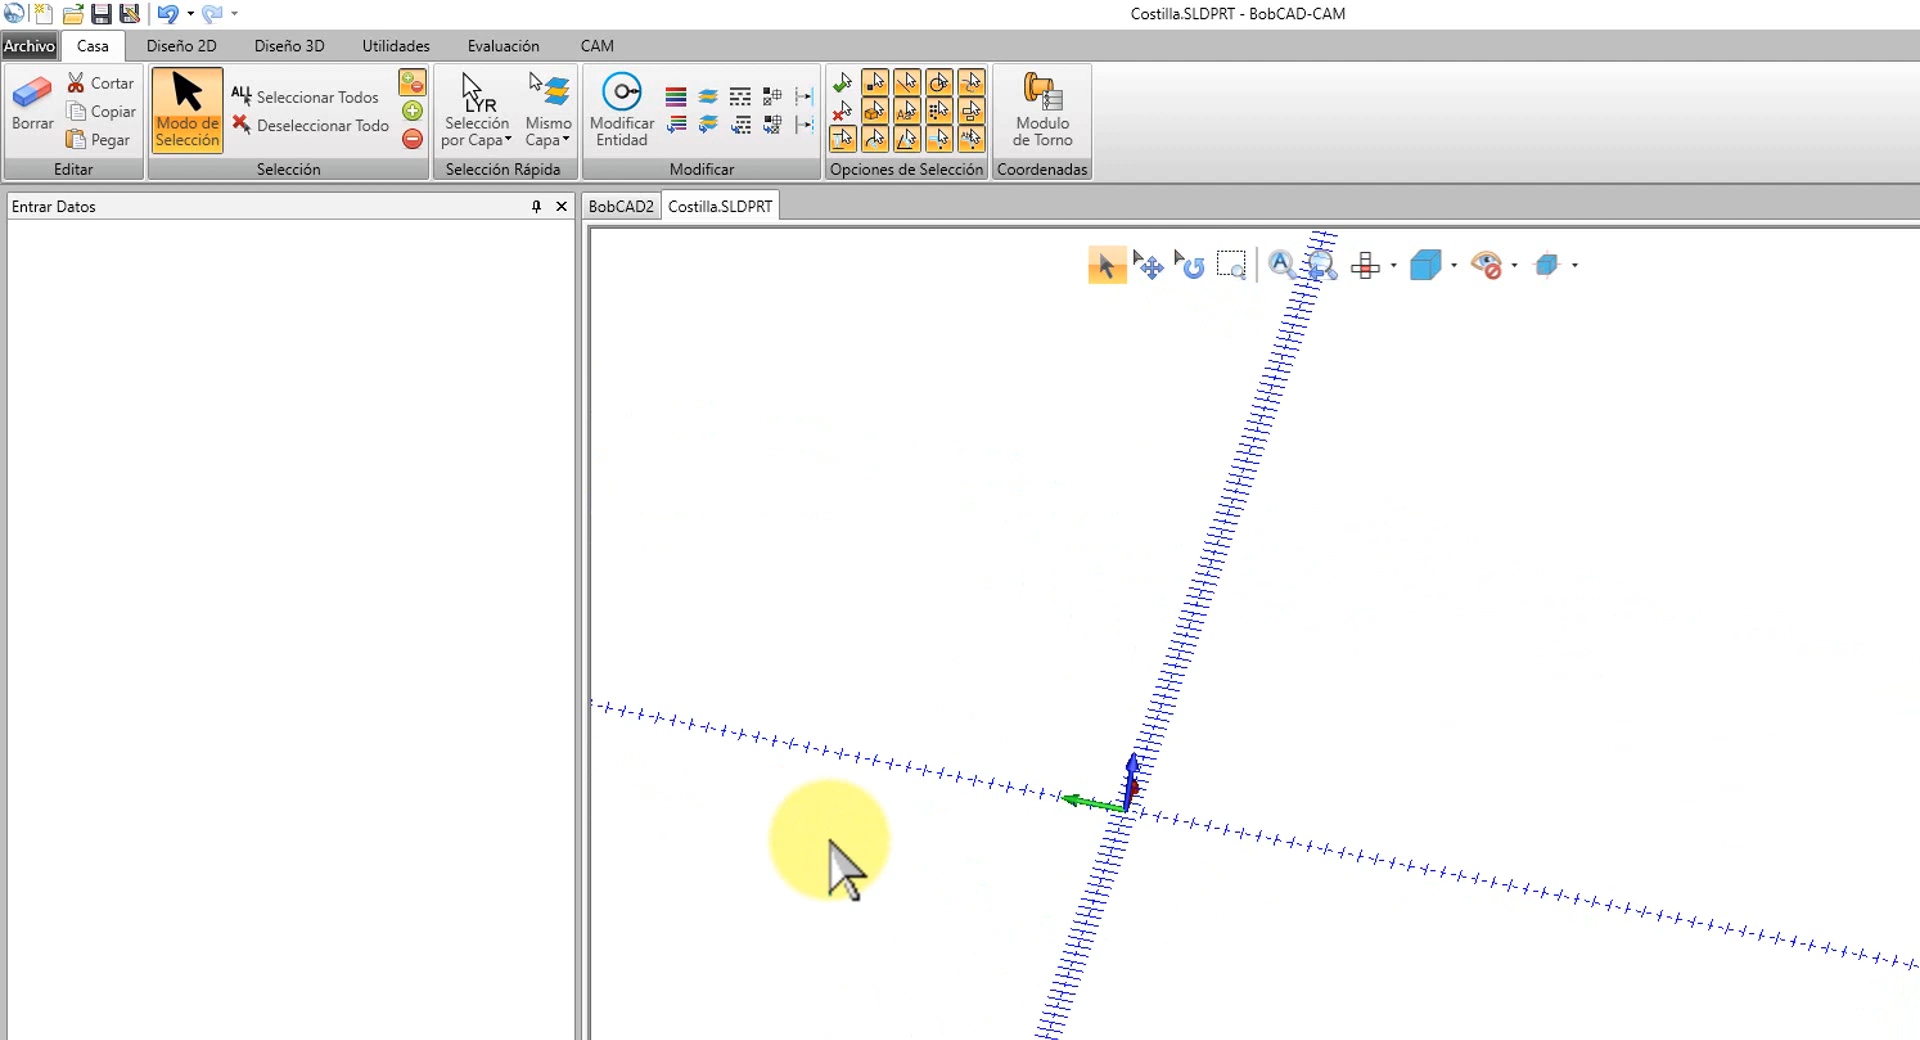 Costilla.SLDPRT - BobCAD-CAM
Archivo Casa Diseño 2D Diseño 3D Utilidades Evaluación CAM
Borrar
Cortar
Copiar
Pegar
Editar
Modo de
Selección
ALL Seleccionar Todos
Deseleccionar Todo
Selección
LYR
Selección
por Capa
Mismo
Capa
Selección Rápida
Modificar
Entidad
Modificar
Opciones de Selección
Modulo
de Torno
Coordenadas
Entrar Datos
BobCAD2 Costilla.SLDPRT